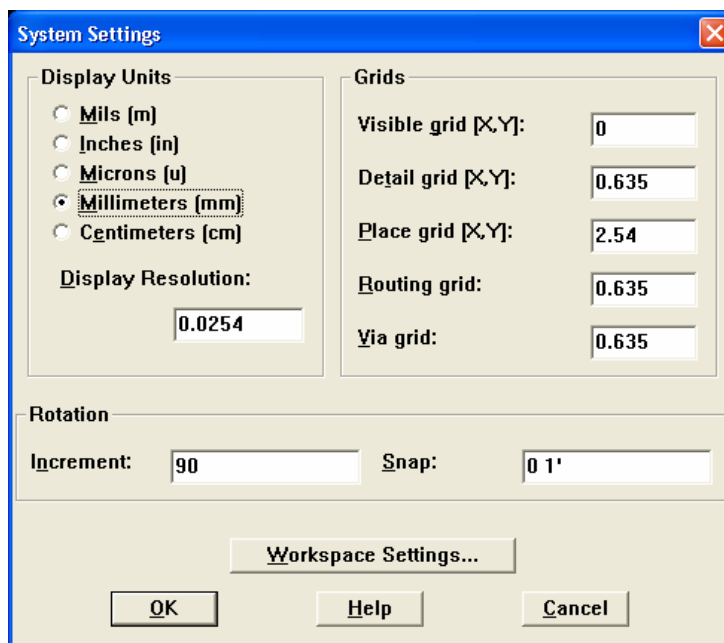 System Settings
Display Units
Mils (m)
Inches (in)
Microns (u)
Millimeters (mm)
Centimeters (cm)
Display Resolution:
0.0254
Grids
Visible grid [X,Y]:
0
Detail grid [X,Y]:
0.635
Place grid [X,Y]:
2.54
Routing grid:
0.635
Via grid:
0.635
Rotation
Increment:
90
Snap:
0 1'
Workspace Settings...
OK
Help
Cancel